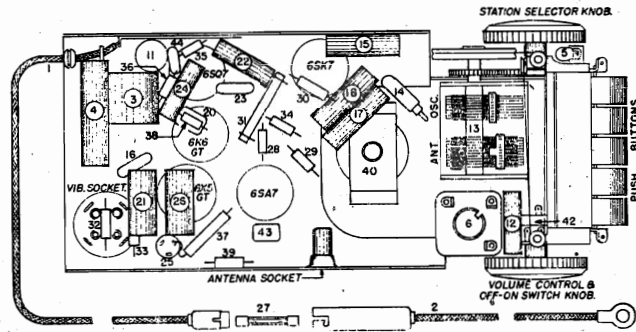 STATION SELECTOR KNOB.
1
36
11
44
35
6SQ7
22
6SK7
15
5
4
3
24
20
23
31
34
30
18
17
14
OSC.
13
ANT
PUSH BUTTONS
38
6K6
GT
28
29
40
16
VIB. SOCKET
32
21
26
6X5
GT
6SA7
43
6
12
42
33
25
37
39
ANTENNA SOCKET
VOLUME CONTROL &
OFF-ON SWITCH KNOB.
27
2